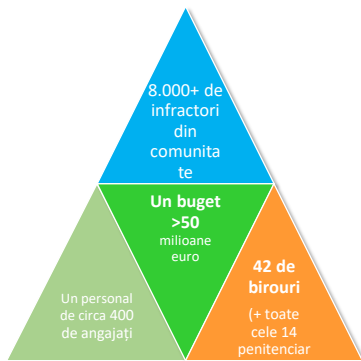 8.000+ de
infractori
din
comunita
te
Un buget
>50
milioane
euro
Un personal
de circa 400
de angajați
42 de
birouri
(+ toate
cele 14
penitenciar